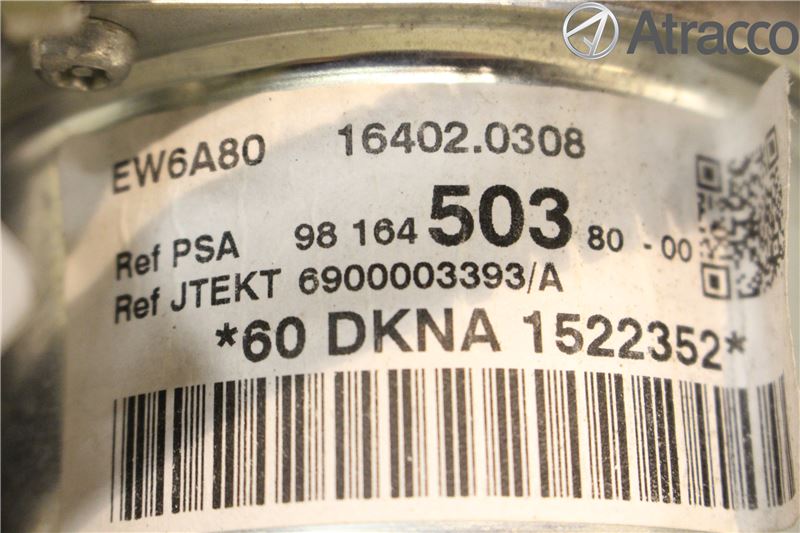 Atracco
EW6A80 16402.0308
Ref PSA 98 164 503 80 - 00
Ref JTEKT 6900003393/A
*60 DKNA 1522352*